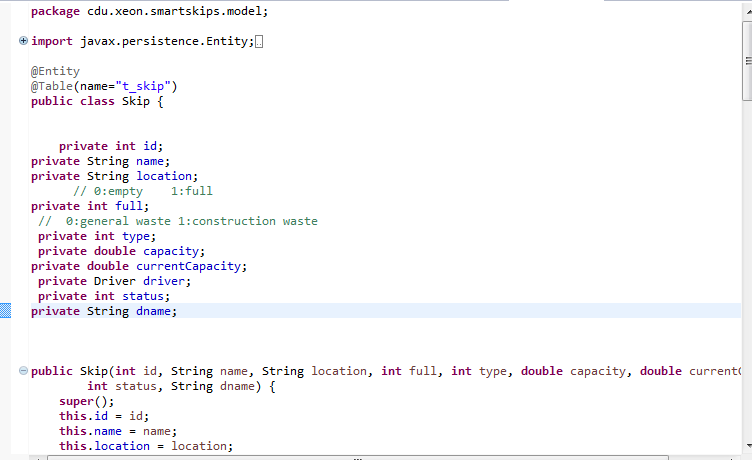 package cdu.xeon.smartskips.model;
import javax.persistence.Entity;
@Entity
@Table(name="t_skip")
public class Skip {
private int id;
private String name;
private String location;
// 0:empty    1:full
private int full;
//  0:general waste 1:construction waste
private int type;
private double capacity;
private double currentCapacity;
private Driver driver;
private int status;
private String dname;
public Skip(int id, String name, String location, int full, int type, double capacity, double current
int status, String dname) {
super();
this.id = id;
this.name = name;
this.location = location;